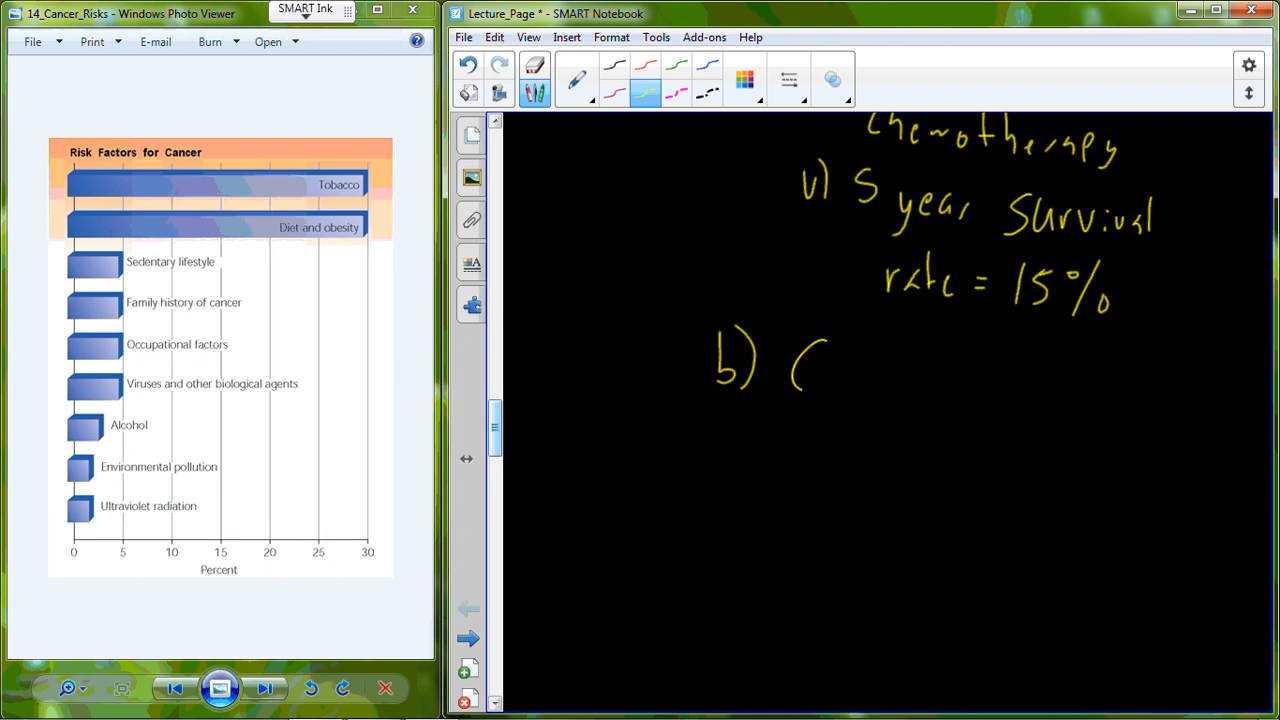 14_Cancer_Risks - Windows Photo Viewer
SMART Ink
File Print E-mail Burn Open
Risk Factors for Cancer
Tobacco
Diet and obesity
Sedentary lifestyle
Family history of cancer
Occupational factors
Viruses and other biological agents
Alcohol
Environmental pollution
Ultraviolet radiation
0 5 10 15 20 25 30
Percent
Lecture_Page * - SMART Notebook
File Edit View Insert Format Tools Add-ons Help
chemotherapy
v) 5 year survival
rate = 15%
b) (